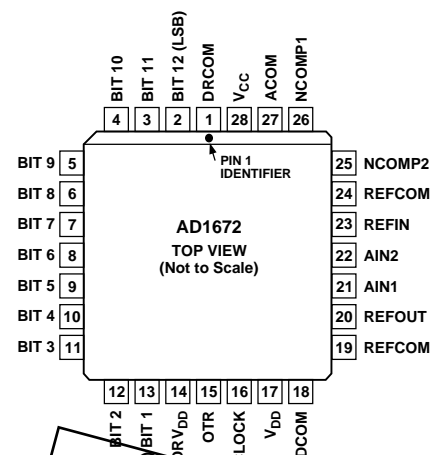 BIT 10
BIT 11
BIT 12 (LSB)
DRCOM
VCC
ACOM
NCOMP1
4 3 2 1 28 27 26
PIN 1
IDENTIFIER
BIT 9 5
BIT 8 6
BIT 7 7
BIT 6 8
BIT 5 9
BIT 4 10
BIT 3 11
AD1672
TOP VIEW
(Not to Scale)
25 NCOMP2
24 REFCOM
23 REFIN
22 AIN2
21 AIN1
20 REFOUT
19 REFCOM
12 13 14 15 16 17 18
BIT 2
BIT 1
DRVDD
OTR
CLOCK
VDD
DCOM